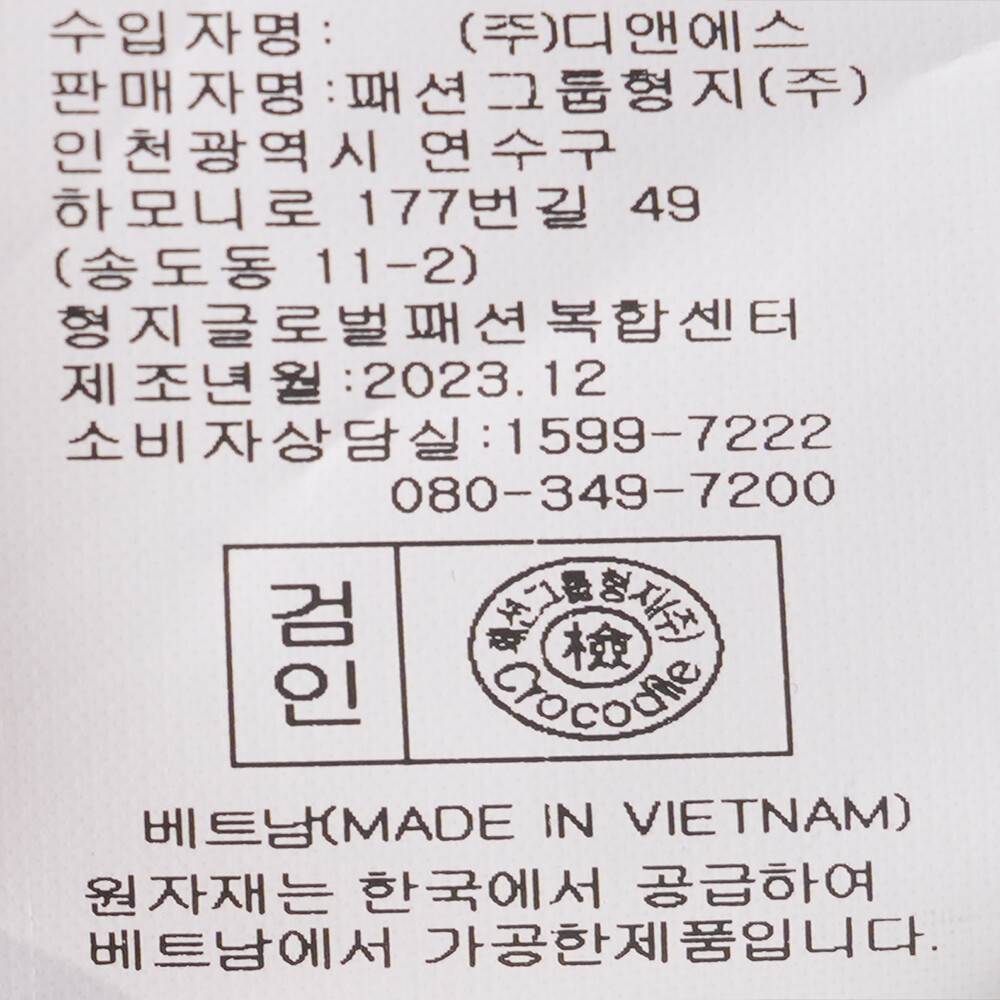 수입자명: (주)디앤에스
판매자명:패션그룹형지(주)
인천광역시 연수구
하모니로 177번길 49
(송도동 11-2)
형지글로벌패션복합센터
제조년월:2023.12
소비자상담실:1599-7222
080-349-7200
검인
패션그룹형지(주)
檢
Crocodile
베트남(MADE IN VIETNAM)
원자재는 한국에서 공급하여
베트남에서 가공한제품입니다.